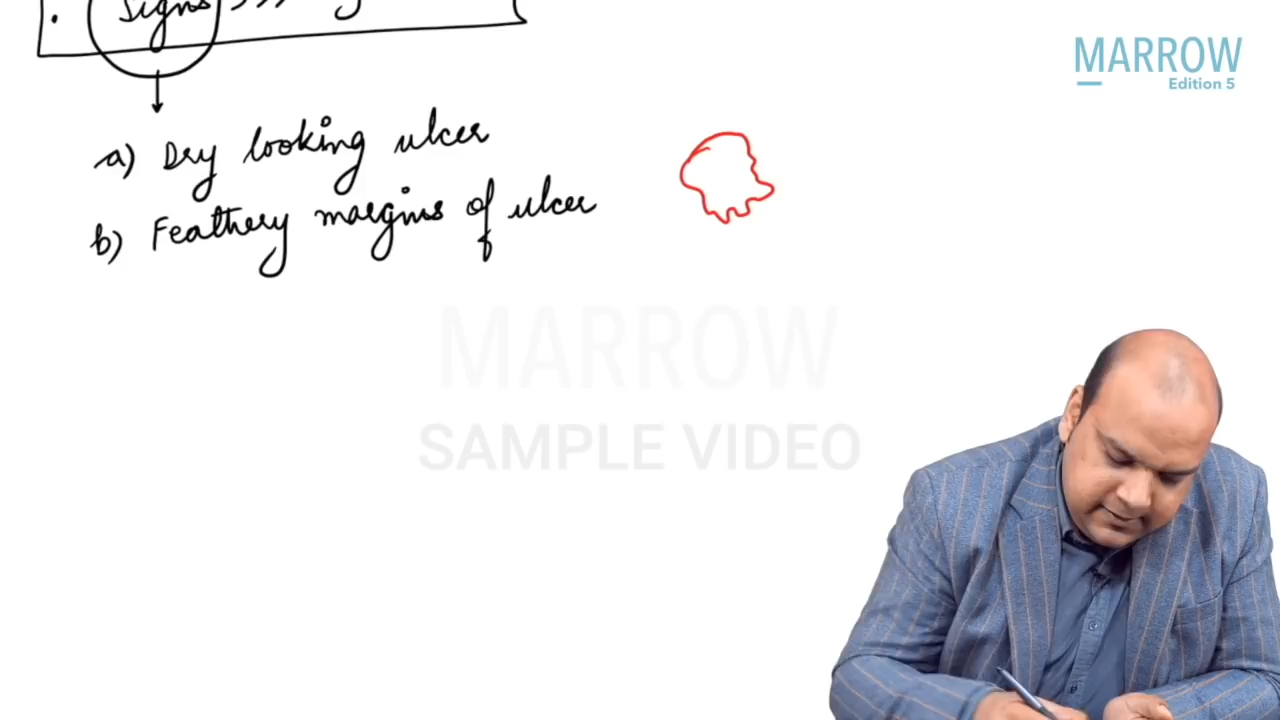 . Signs >>>
MARROW
Edition 5
a) Dry looking ulcer
b) Feathery margins of ulcer
MARROW
SAMPLE VIDEO